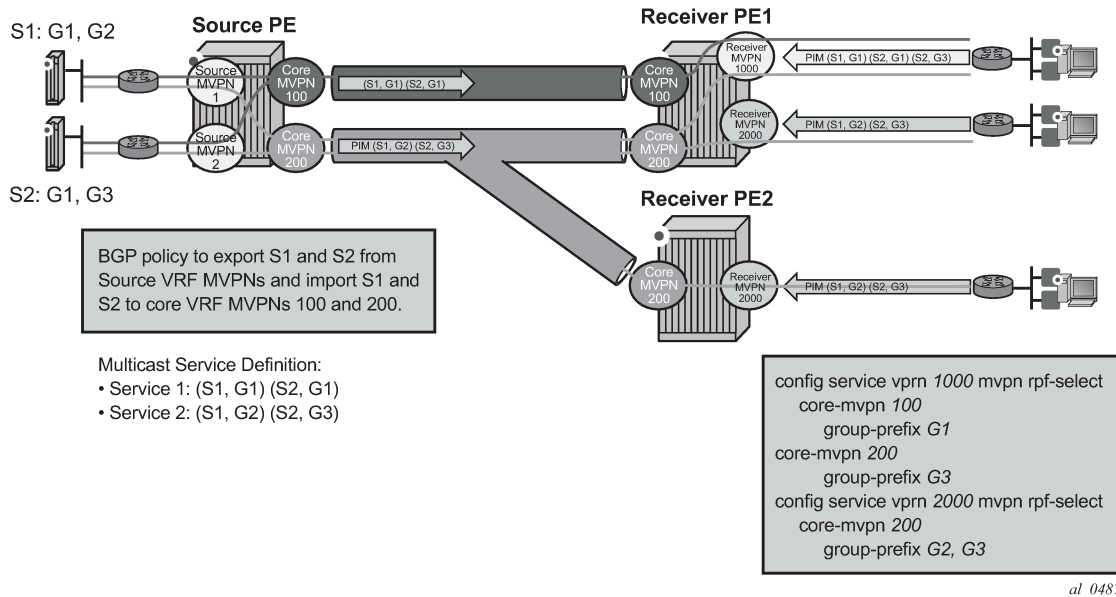 S1: G1, G2
Source PE
Receiver PE1
Source
MVPN
1
Core
MVPN
100
(S1, G1) (S2, G1)
Core
MVPN
100
Receiver
MVPN
1000
PIM (S1, G1) (S2, G1) (S2, G3)
Source
MVPN
2
Core
MVPN
200
PIM (S1, G2) (S2, G3)
Core
MVPN
200
Receiver
MVPN
2000
PIM (S1, G2) (S2, G3)
S2: G1, G3
Receiver PE2
Core
MVPN
200
Receiver
MVPN
2000
PIM (S1, G2) (S2, G3)
BGP policy to export S1 and S2 from
Source VRF MVPNs and import S1 and
S2 to core VRF MVPNs 100 and 200.
Multicast Service Definition:
• Service 1: (S1, G1) (S2, G1)
• Service 2: (S1, G2) (S2, G3)
config service vprn 1000 mvpn rpf-select
core-mvpn 100
group-prefix G1
core-mvpn 200
group-prefix G3
config service vprn 2000 mvpn rpf-select
core-mvpn 200
group-prefix G2, G3